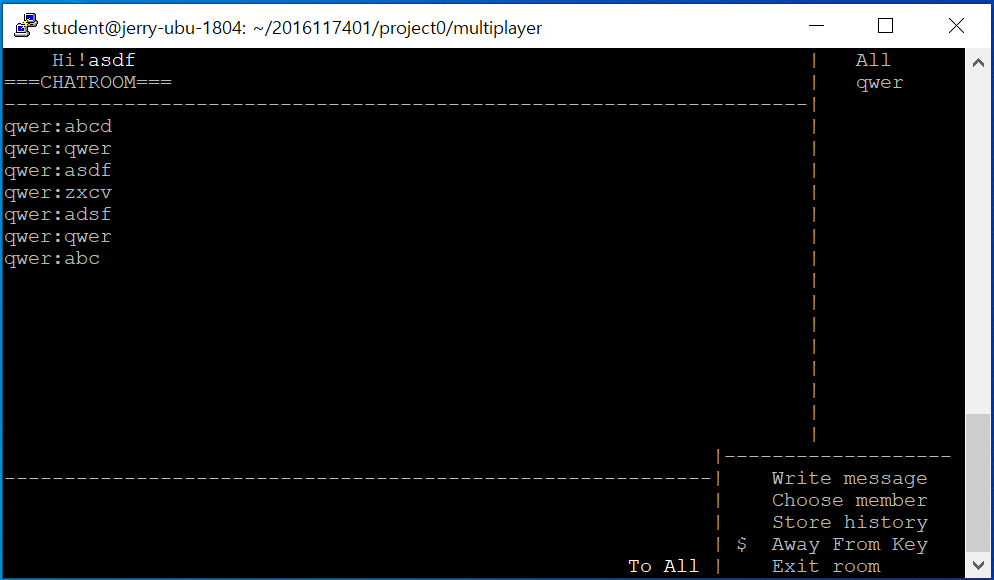 student@jerry-ubu-1804: ~/2016117401/project0/multiplayer
Hi!asdf
===CHATROOM===
qwer:abcd
qwer:qwer
qwer:asdf
qwer:zxcv
qwer:adsf
qwer:qwer
qwer:abc
All
qwer
To All
Write message
Choose member
Store history
$ Away From Key
Exit room